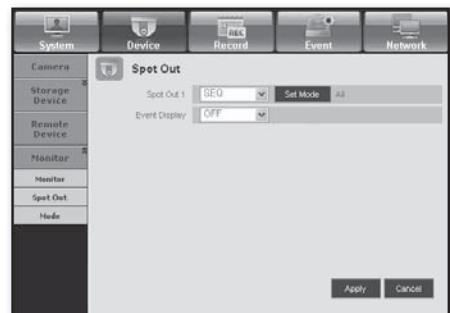 System Device Record Event Network
REC
Camera
Storage
Device
Remote
Device
Monitor
Monitor
Spot Out
Mode
Spot Out
Spot Out 1 SEQ Set Mode All
Event Display OFF
Apply Cancel